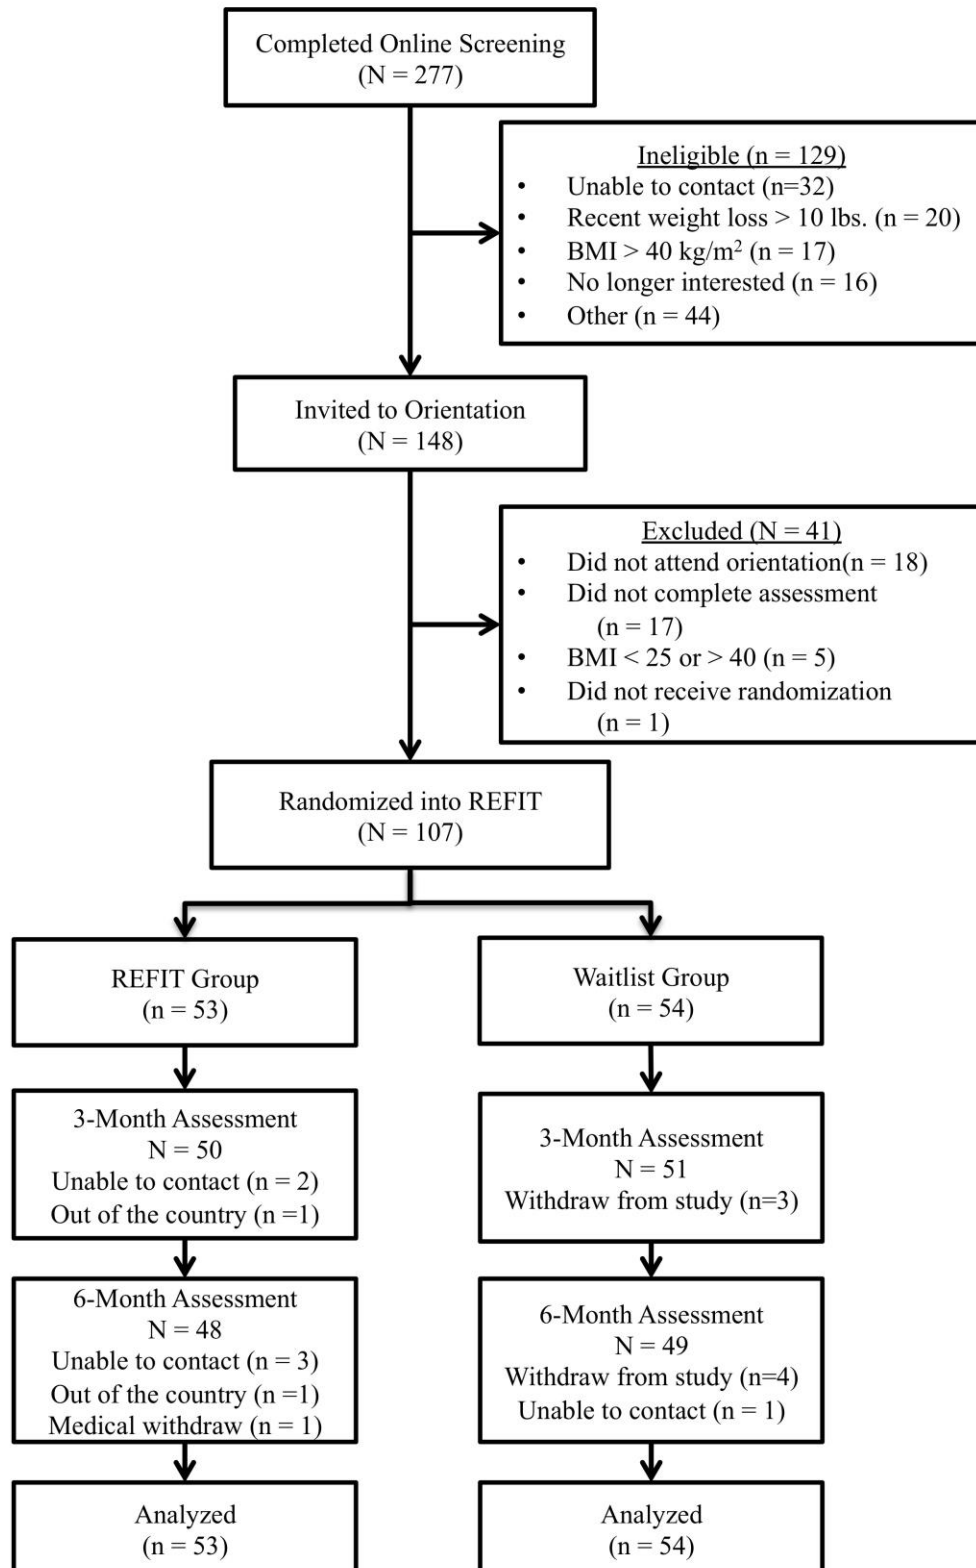 Completed Online Screening
(N = 277)
Ineligible (n = 129)
• Unable to contact (n=32)
• Recent weight loss > 10 lbs. (n = 20)
• BMI > 40 kg/m² (n = 17)
• No longer interested (n = 16)
• Other (n = 44)
Invited to Orientation
(N = 148)
Excluded (N = 41)
• Did not attend orientation(n = 18)
• Did not complete assessment
(n = 17)
• BMI < 25 or > 40 (n = 5)
• Did not receive randomization
(n = 1)
Randomized into REFIT
(N = 107)
REFIT Group
(n = 53)
Waitlist Group
(n = 54)
3-Month Assessment
N = 50
Unable to contact (n = 2)
Out of the country (n =1)
3-Month Assessment
N = 51
Withdraw from study (n=3)
6-Month Assessment
N = 48
Unable to contact (n = 3)
Out of the country (n =1)
Medical withdraw (n = 1)
6-Month Assessment
N = 49
Withdraw from study (n=4)
Unable to contact (n = 1)
Analyzed
(n = 53)
Analyzed
(n = 54)